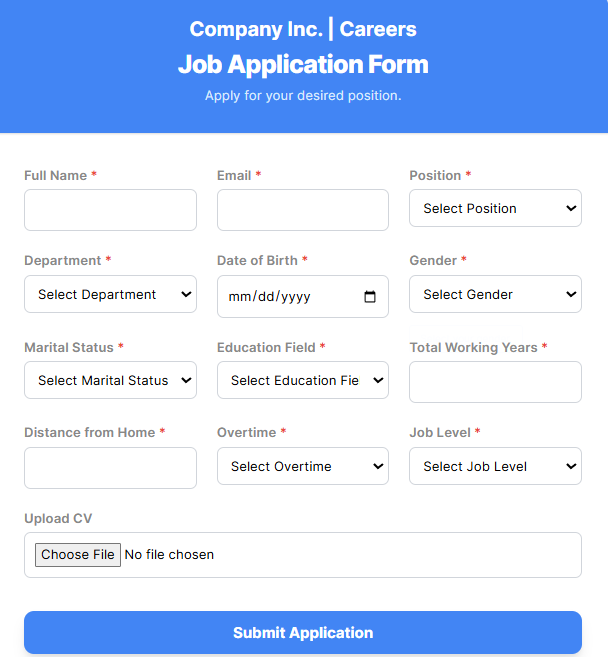 Company Inc. | Careers
Job Application Form
Apply for your desired position.
Full Name * Email * Position *
Select Position
Department * Date of Birth * Gender *
Select Department mm/dd/yyyy Select Gender
Marital Status * Education Field * Total Working Years *
Select Marital Status Select Education Fie
Distance from Home * Overtime * Job Level *
Select Overtime Select Job Level
Upload CV
Choose File No file chosen
Submit Application